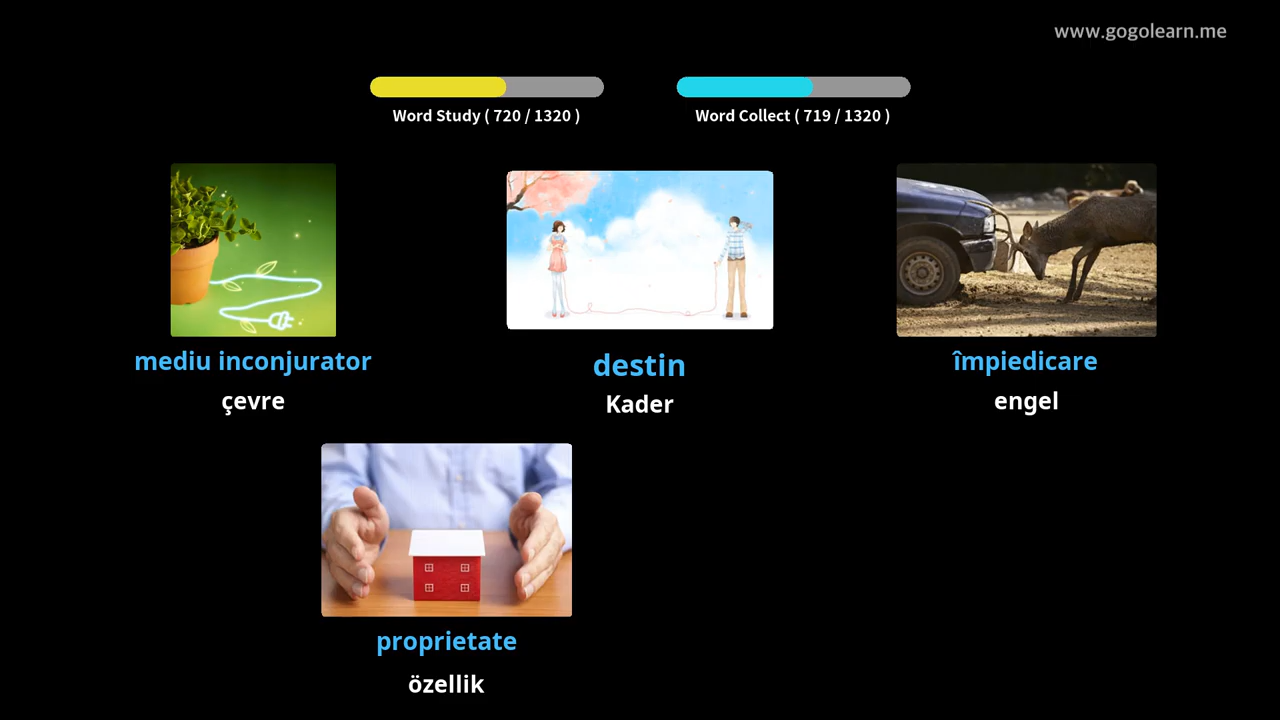 www.gogolearn.me
Word Study ( 720 / 1320 )
Word Collect ( 719 / 1320 )
mediu inconjurator
çevre
destin
Kader
împiedicare
engel
proprietate
özellik